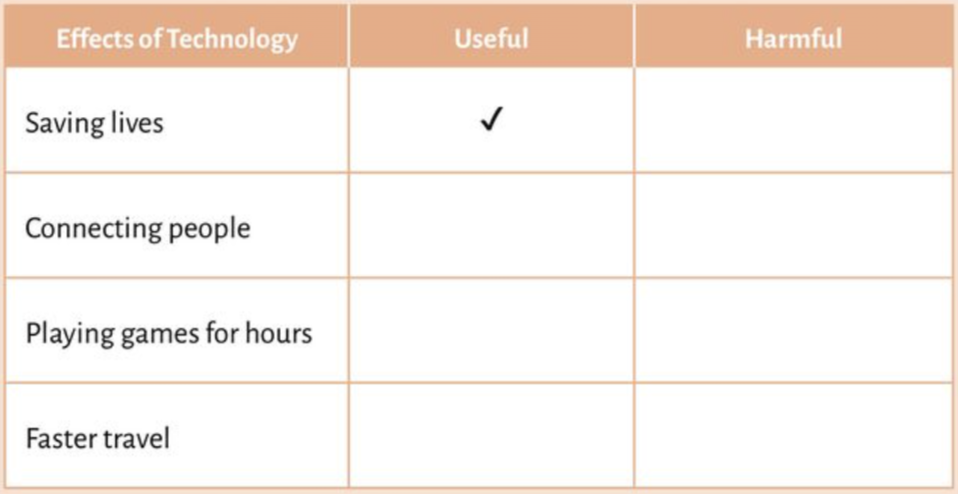 Effects of Technology Useful Harmful
Saving lives ✓
Connecting people
Playing games for hours
Faster travel